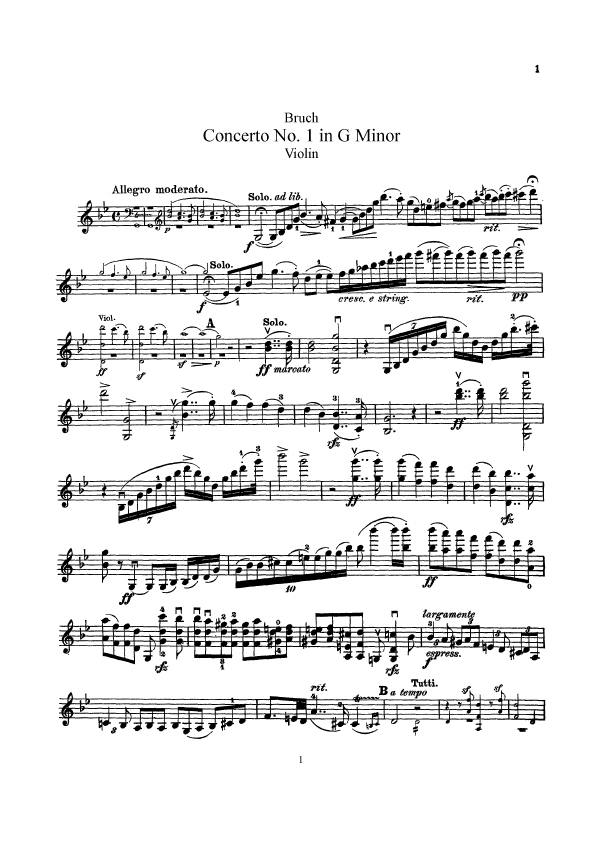 1
Bruch
Concerto No. 1 in G Minor
Violin
Allegro moderato.
Solo. ad lib.
p
f
rit.
Solo.
f
cresc. e string.
rit.
pp
Viol.
A
Solo.
ff
sf
sf
ff marcato
7
rfz
ff
7
ff
rfz
ff
10
ff
rfz
rfz
largamente
f espress.
rit.
B a tempo
Tutti.
sf
sf
1